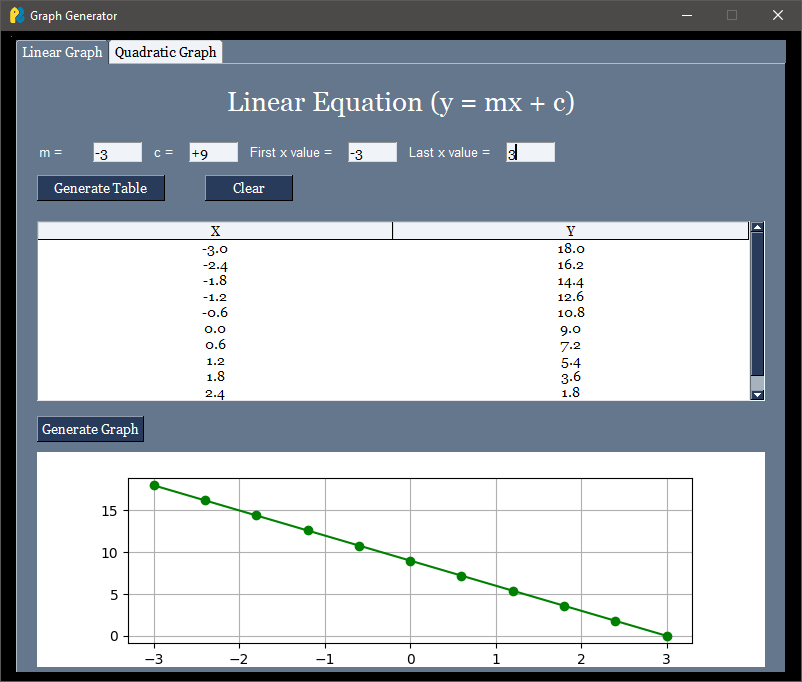 Graph Generator
Linear Graph Quadratic Graph
Linear Equation (y = mx + c)
m = -3 c = +9 First x value = -3 Last x value = 3
Generate Table Clear
X Y
-3.0 18.0
-2.4 16.2
-1.8 14.4
-1.2 12.6
-0.6 10.8
0.0 9.0
0.6 7.2
1.2 5.4
1.8 3.6
2.4 1.8
Generate Graph
15
10
5
0
−3 −2 −1 0 1 2 3